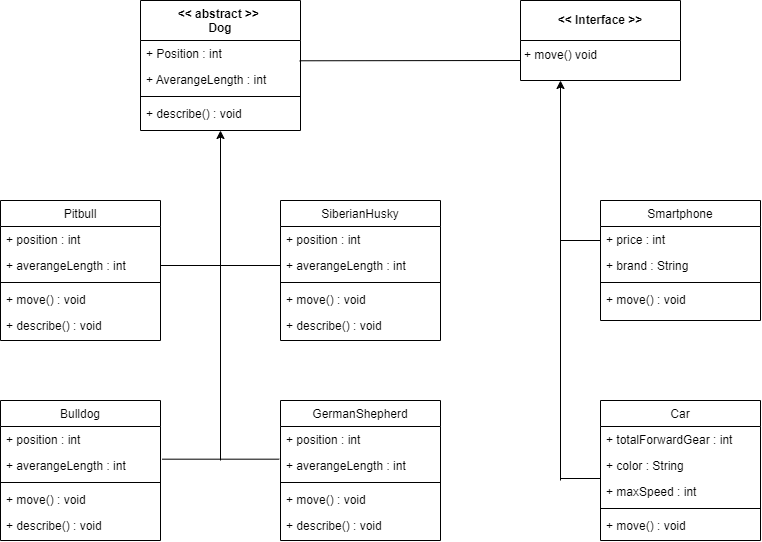 << abstract >>
Dog
+ Position : int
+ AverangeLength : int
+ describe() : void
<< Interface >>
+ move() void
Pitbull
+ position : int
+ averangeLength : int
+ move() : void
+ describe() : void
SiberianHusky
+ position : int
+ averangeLength : int
+ move() : void
+ describe() : void
Smartphone
+ price : int
+ brand : String
+ move() : void
Bulldog
+ position : int
+ averangeLength : int
+ move() : void
+ describe() : void
GermanShepherd
+ position : int
+ averangeLength : int
+ move() : void
+ describe() : void
Car
+ totalForwardGear : int
+ color : String
+ maxSpeed : int
+ move() : void